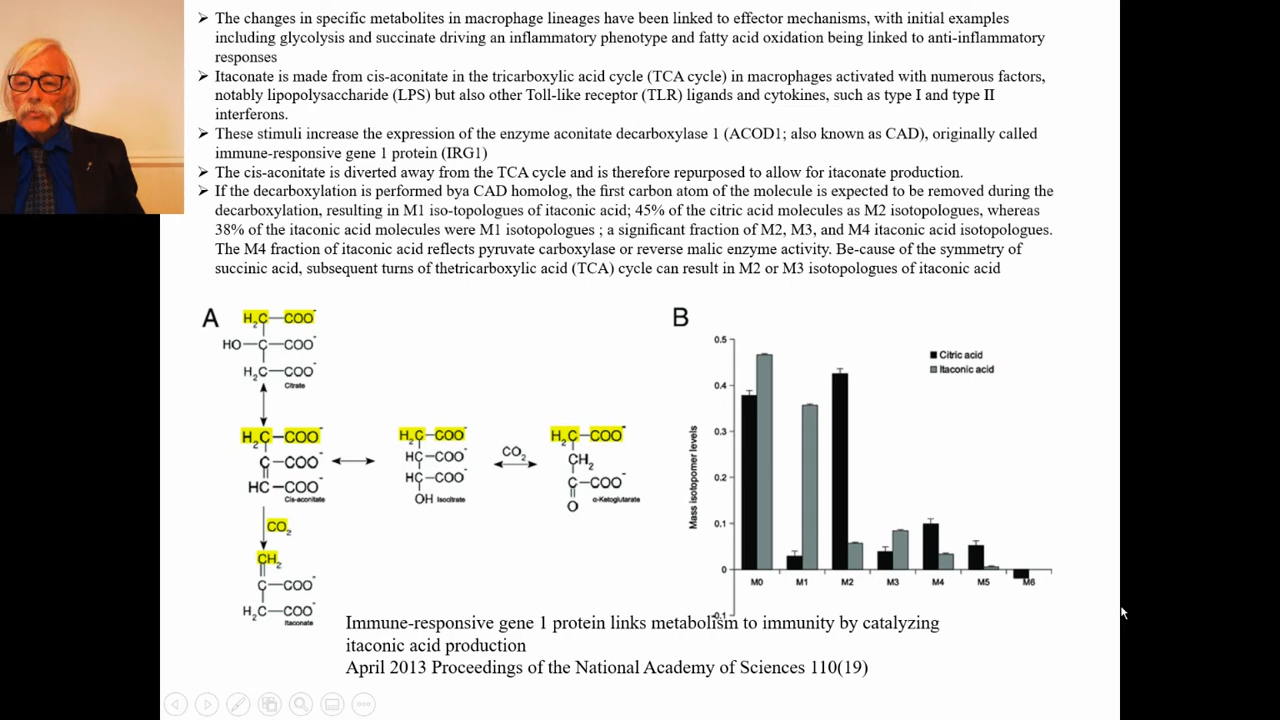 ➢ The changes in specific metabolites in macrophage lineages have been linked to effector mechanisms, with initial examples
including glycolysis and succinate driving an inflammatory phenotype and fatty acid oxidation being linked to anti-inflammatory
responses
➢ Itaconate is made from cis-aconitate in the tricarboxylic acid cycle (TCA cycle) in macrophages activated with numerous factors,
notably lipopolysaccharide (LPS) but also other Toll-like receptor (TLR) ligands and cytokines, such as type I and type II
interferons.
➢ These stimuli increase the expression of the enzyme aconitate decarboxylase 1 (ACOD1; also known as CAD), originally called
immune-responsive gene 1 protein (IRG1)
➢ The cis-aconitate is diverted away from the TCA cycle and is therefore repurposed to allow for itaconate production.
➢ If the decarboxylation is performed bya CAD homolog, the first carbon atom of the molecule is expected to be removed during the
decarboxylation, resulting in M1 iso-topologues of itaconic acid; 45% of the citric acid molecules as M2 isotopologues, whereas
38% of the itaconic acid molecules were M1 isotopologues ; a significant fraction of M2, M3, and M4 itaconic acid isotopologues.
The M4 fraction of itaconic acid reflects pyruvate carboxylase or reverse malic enzyme activity. Be-cause of the symmetry of
succinic acid, subsequent turns of thetricarboxylic acid (TCA) cycle can result in M2 or M3 isotopologues of itaconic acid
A
H₂C—COO⁻
HO—C—COO⁻
H₂C—COO⁻
Citrate
H₂C—COO⁻
C—COO⁻
HC—COO⁻
Cis-aconitate
H₂C—COO⁻
HC—COO⁻
HC—COO⁻
OH Isocitrate
CO₂
H₂C—COO⁻
CH₂
C—COO⁻
O
α-Ketoglutarate
CO₂
CH₂
C—COO⁻
H₂C—COO⁻
Itaconate
B
Citric acid
Itaconic acid
Mass isotopomer levels
0.5
0.4
0.3
0.2
0.1
0
-0.1
M0 M1 M2 M3 M4 M5 M6
Immune-responsive gene 1 protein links metabolism to immunity by catalyzing
itaconic acid production
April 2013 Proceedings of the National Academy of Sciences 110(19)